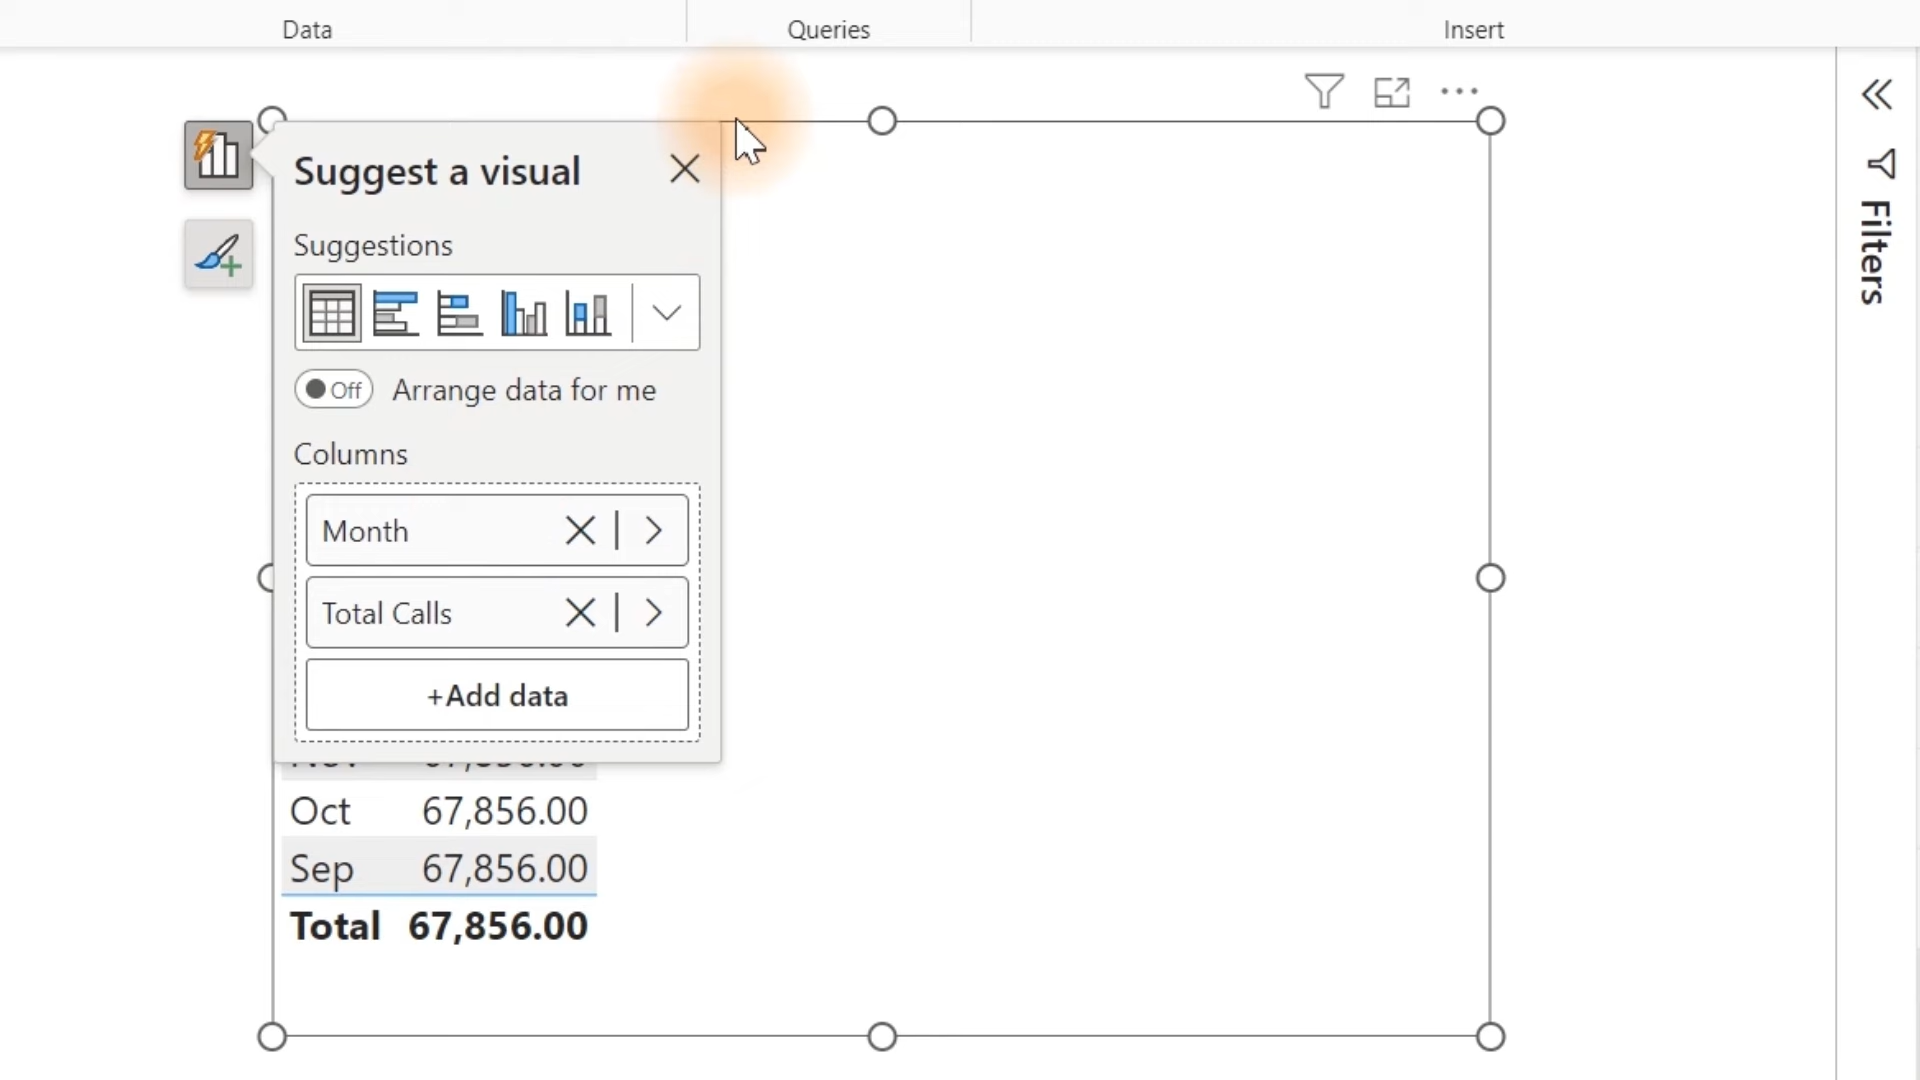 Data
Queries
Insert
Suggest a visual
Suggestions
Off Arrange data for me
Columns
Month
Total Calls
+Add data
Oct 67,856.00
Sep 67,856.00
Total 67,856.00
Filters